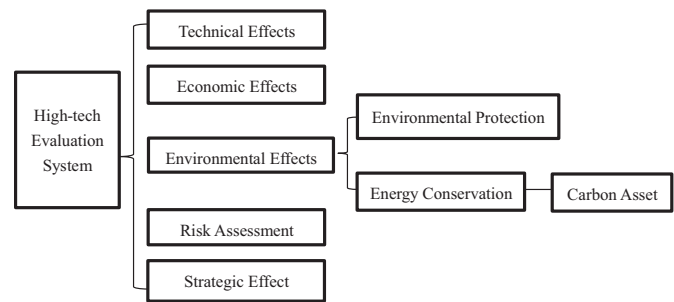 High-tech
Evaluation
System
Technical Effects
Economic Effects
Environmental Effects
Risk Assessment
Strategic Effect
Environmental Protection
Energy Conservation
Carbon Asset